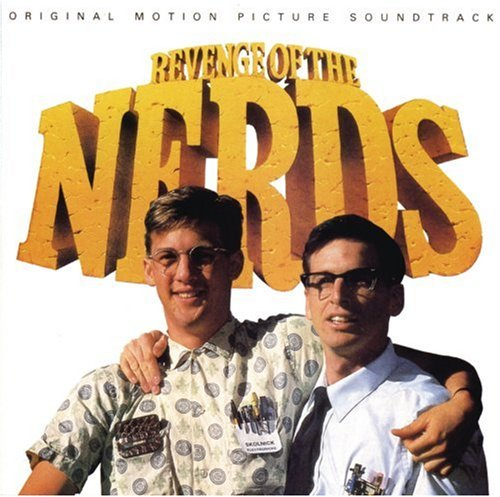 ORIGINAL MOTION PICTURE SOUNDTRACK
REVENGE OF THE
NERDS
SKOLNICK